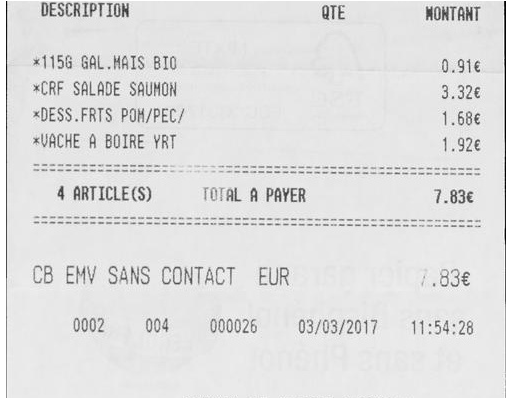 DESCRIPTION QTE MONTANT
*115G GAL.MAIS BIO 0.91€
*CRF SALADE SAUMON 3.32€
*DESS.FRTS POM/PEC/ 1.68€
*VACHE A BOIRE YRT 1.92€
==================================================
4 ARTICLE(S) TOTAL A PAYER 7.83€
==================================================
CB EMV SANS CONTACT EUR 7.83€
0002 004 000026 03/03/2017 11:54:28